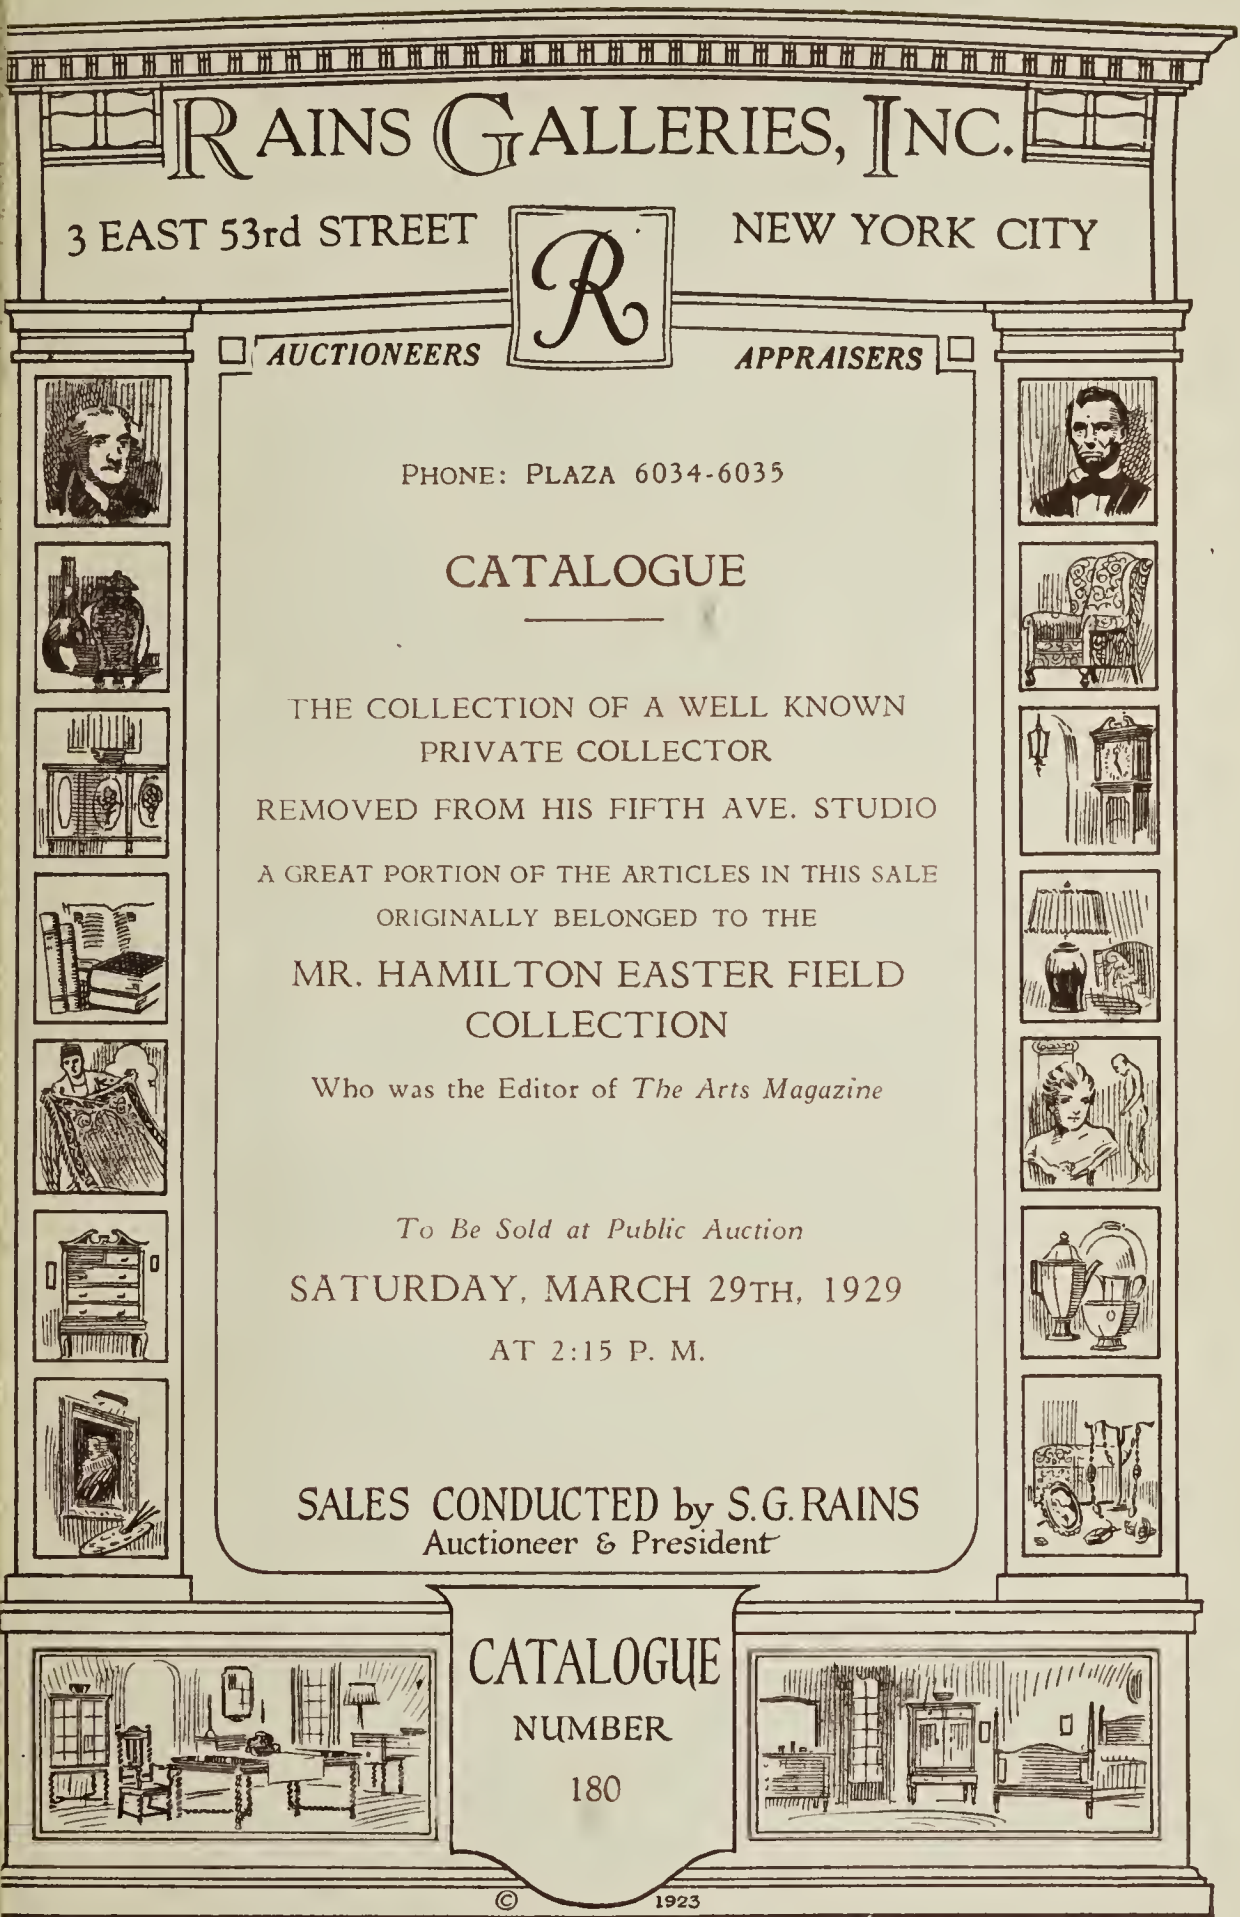 RAINS GALLERIES, INC.
3 EAST 53rd STREET NEW YORK CITY
R
AUCTIONEERS APPRAISERS
PHONE: PLAZA 6034-6035
CATALOGUE
THE COLLECTION OF A WELL KNOWN
PRIVATE COLLECTOR
REMOVED FROM HIS FIFTH AVE. STUDIO
A GREAT PORTION OF THE ARTICLES IN THIS SALE
ORIGINALLY BELONGED TO THE
MR. HAMILTON EASTER FIELD
COLLECTION
Who was the Editor of The Arts Magazine
To Be Sold at Public Auction
SATURDAY, MARCH 29TH, 1929
AT 2:15 P. M.
SALES CONDUCTED by S.G. RAINS
Auctioneer & President
CATALOGUE
NUMBER
180
© 1923